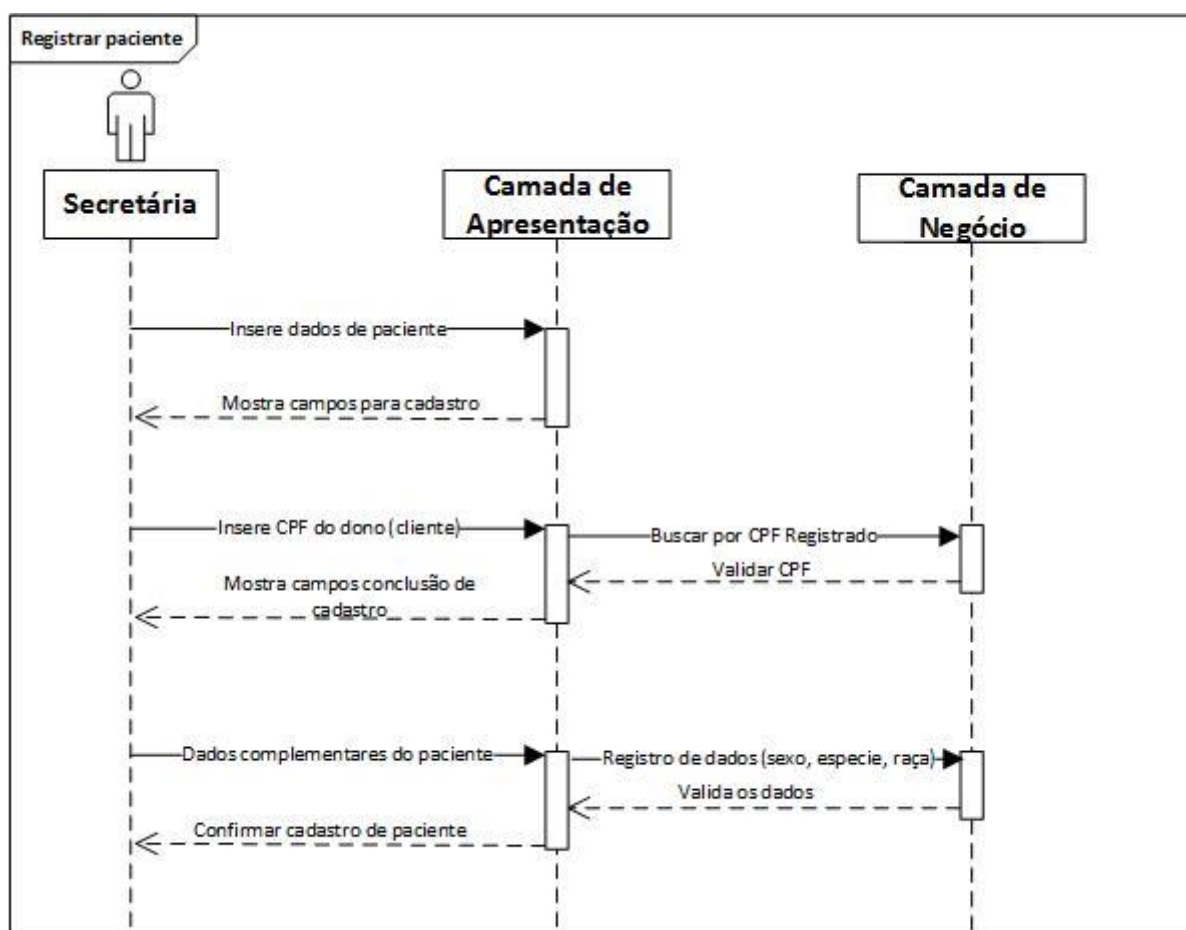 Registrar paciente
Secretária
Camada de
Apresentação
Camada de
Negócio
Insere dados de paciente
Mostra campos para cadastro
Insere CPF do dono (cliente)
Buscar por CPF Registrado
Validar CPF
Mostra campos conclusão de
cadastro
Dados complementares do paciente
Registro de dados (sexo, especie, raça)
Valida os dados
Confirmar cadastro de paciente